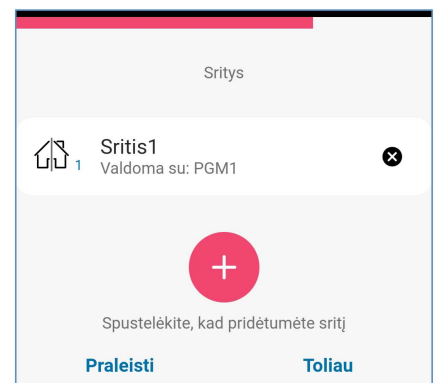 Sritys
Sritis1
1
Valdoma su: PGM1
Spustelėkite, kad pridėtumėte sritį
Praleisti Toliau